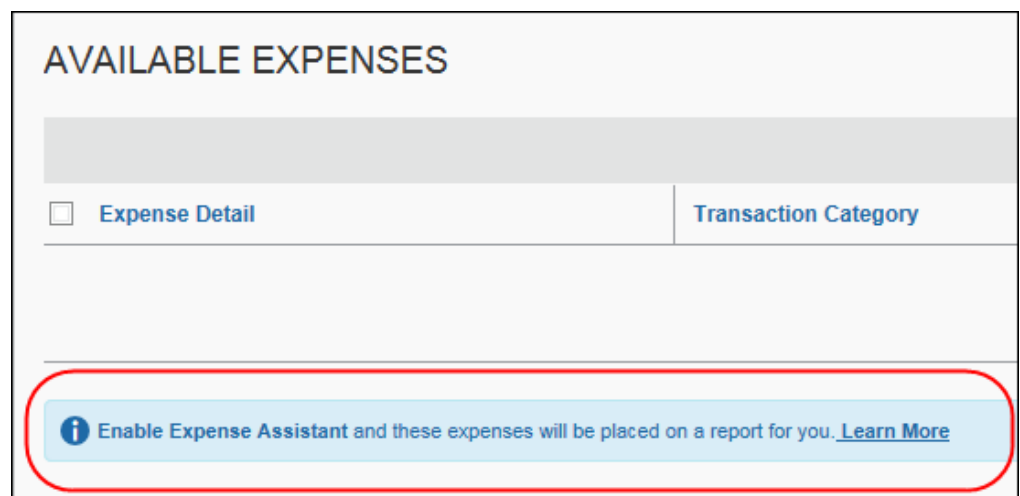 AVAILABLE EXPENSES
Expense Detail
Transaction Category
Enable Expense Assistant and these expenses will be placed on a report for you. Learn More